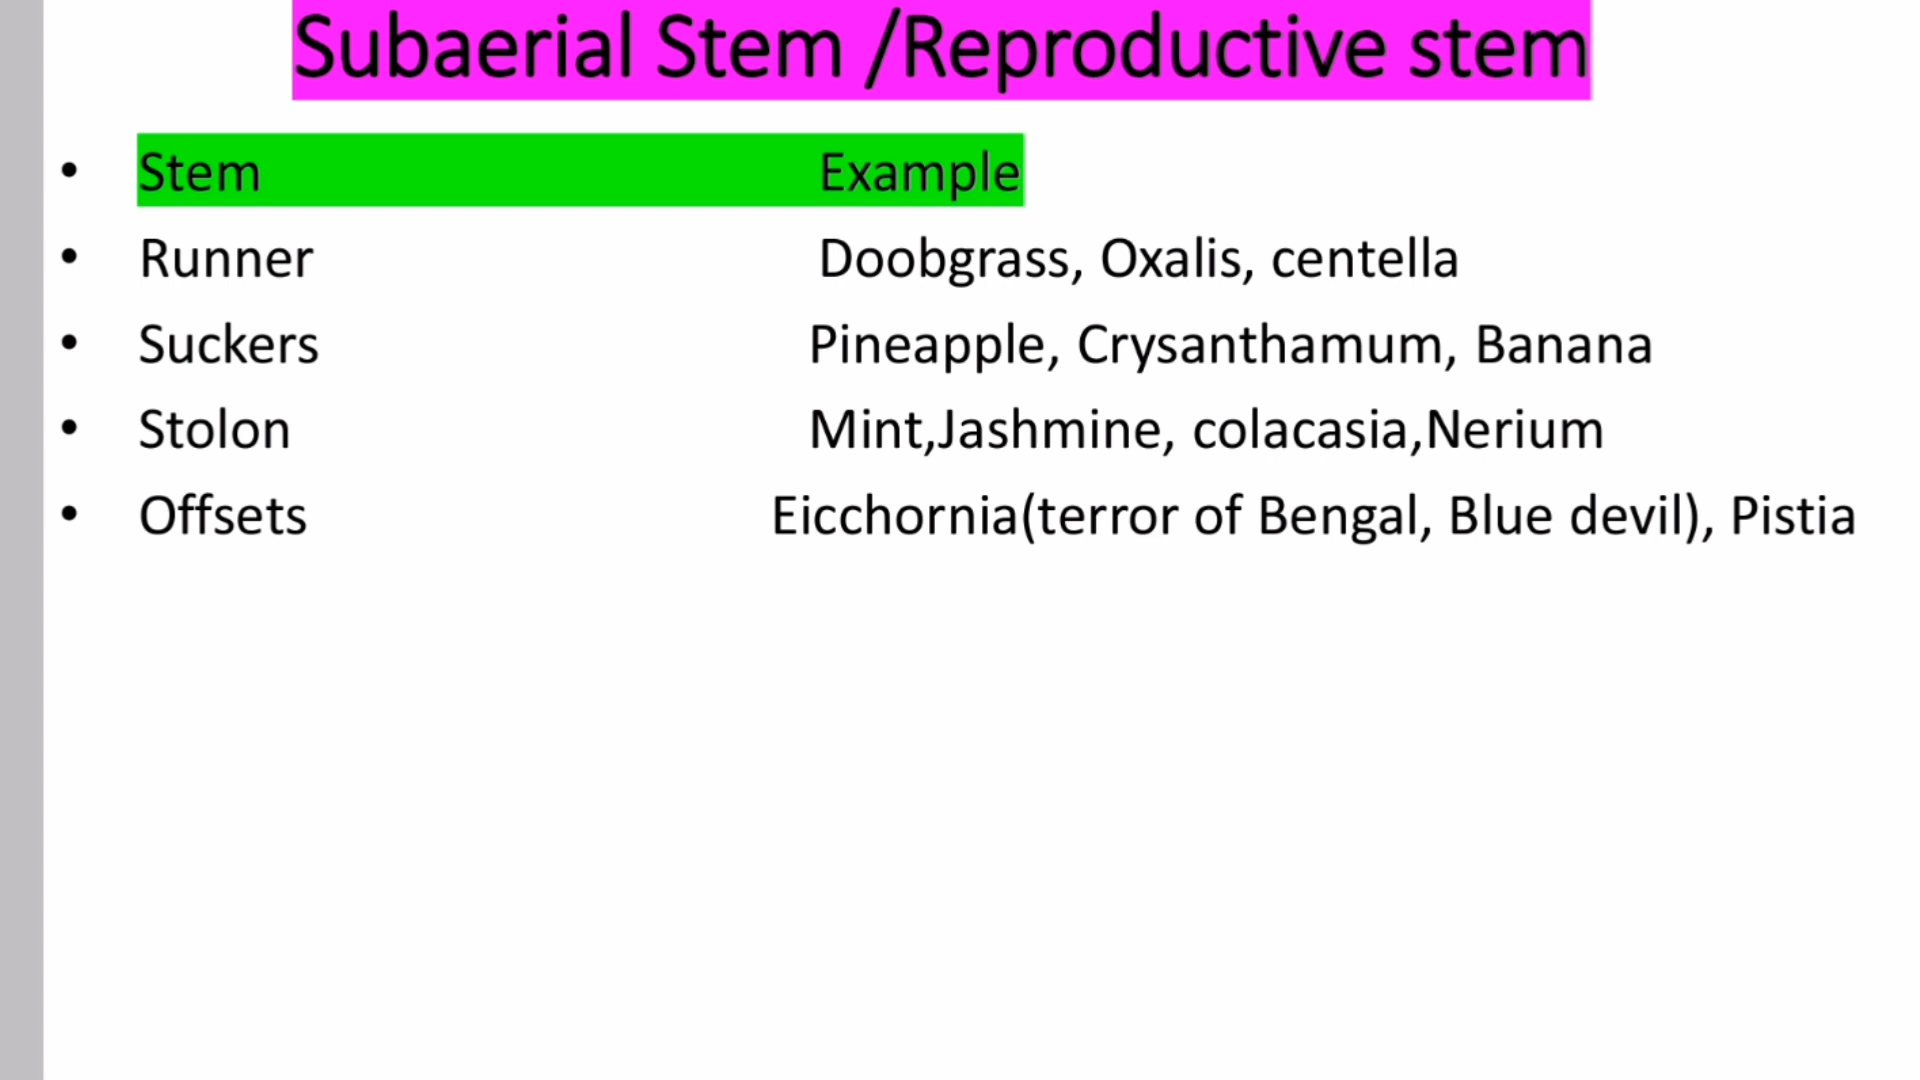 Subaerial Stem /Reproductive stem
• Stem Example
• Runner Doobgrass, Oxalis, centella
• Suckers Pineapple, Crysanthamum, Banana
• Stolon Mint,Jashmine, colacasia,Nerium
• Offsets Eicchornia(terror of Bengal, Blue devil), Pistia